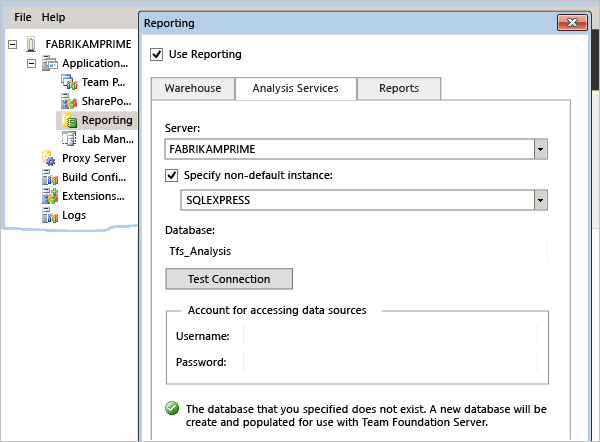 File Help
FABRIKAMPRIME
Application...
Team P...
SharePo...
Reporting
Lab Man...
Proxy Server
Build Confi...
Extensions...
Logs
Reporting
Use Reporting
Warehouse Analysis Services Reports
Server:
FABRIKAMPRIME
Specify non-default instance:
SQLEXPRESS
Database:
Tfs_Analysis
Test Connection
Account for accessing data sources
Username:
Password:
The database that you specified does not exist. A new database will be
create and populated for use with Team Foundation Server.